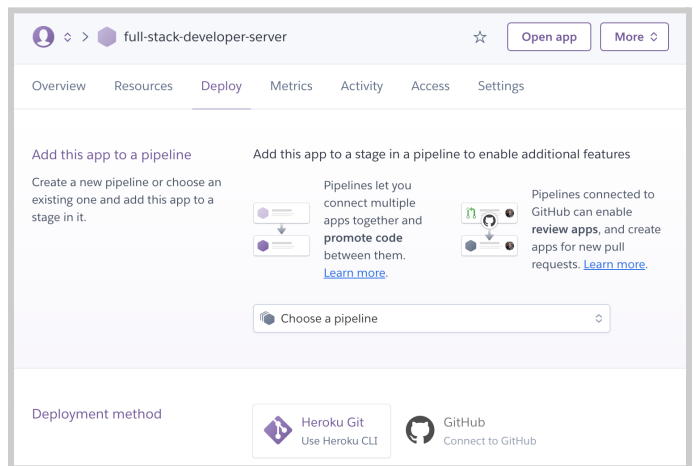 full-stack-developer-server
Open app
More
Overview Resources Deploy Metrics Activity Access Settings
Add this app to a pipeline
Create a new pipeline or choose an
existing one and add this app to a
stage in it.
Add this app to a stage in a pipeline to enable additional features
Pipelines let you
connect multiple
apps together and
promote code
between them.
Learn more.
Pipelines connected to
GitHub can enable
review apps, and create
apps for new pull
requests. Learn more.
Choose a pipeline
Deployment method
Heroku Git
Use Heroku CLI
GitHub
Connect to GitHub